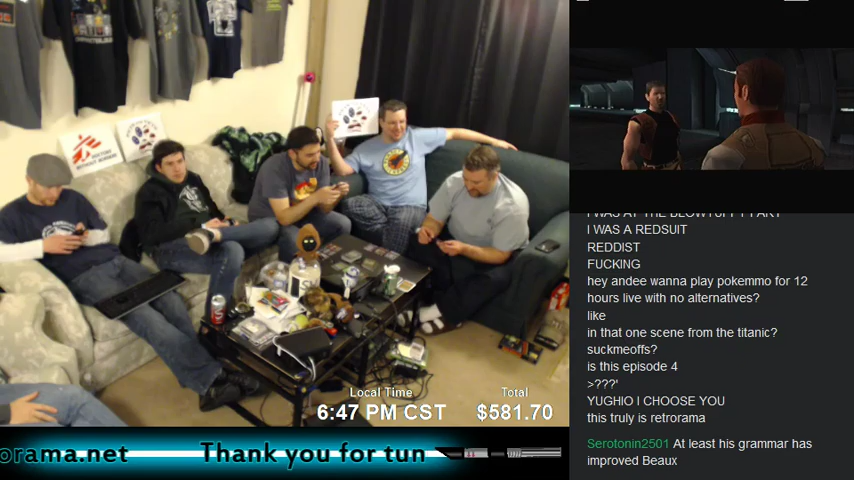 I WAS A REDSUIT
REDDIST
FUCKING
hey andee wanna play pokemmo for 12
hours live with no alternatives?
like
in that one scene from the titanic?
suckmeoffs?
is this episode 4
>???'
YUGHIO I CHOOSE YOU
this truly is retrorama
Serotonin2501 At least his grammar has
improved Beaux
Local Time
Total
6:47 PM CST
$581.70
orama.net
Thank you for tun